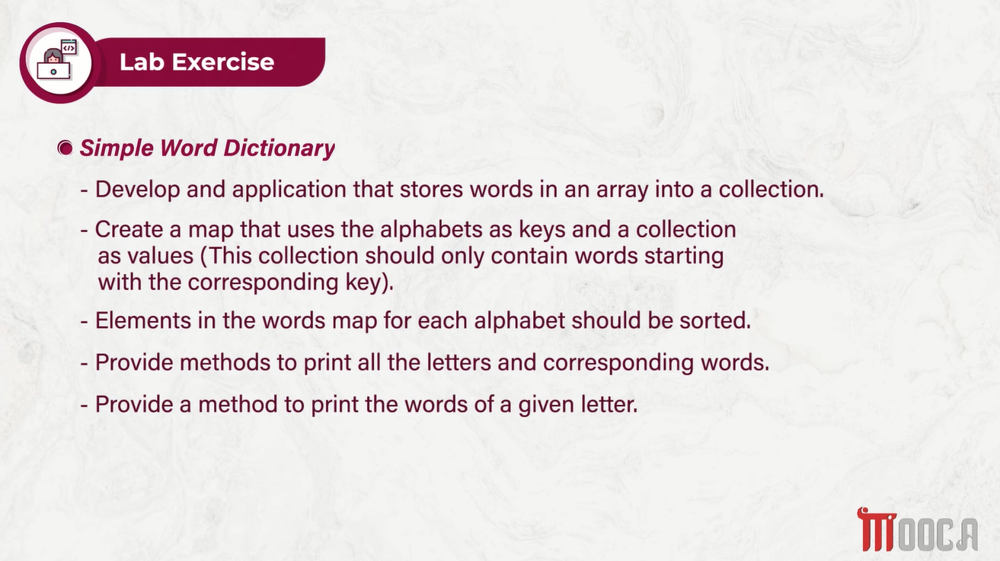 Lab Exercise
Simple Word Dictionary
- Develop and application that stores words in an array into a collection.
- Create a map that uses the alphabets as keys and a collection
as values (This collection should only contain words starting
with the corresponding key).
- Elements in the words map for each alphabet should be sorted.
- Provide methods to print all the letters and corresponding words.
- Provide a method to print the words of a given letter.
MOOCA